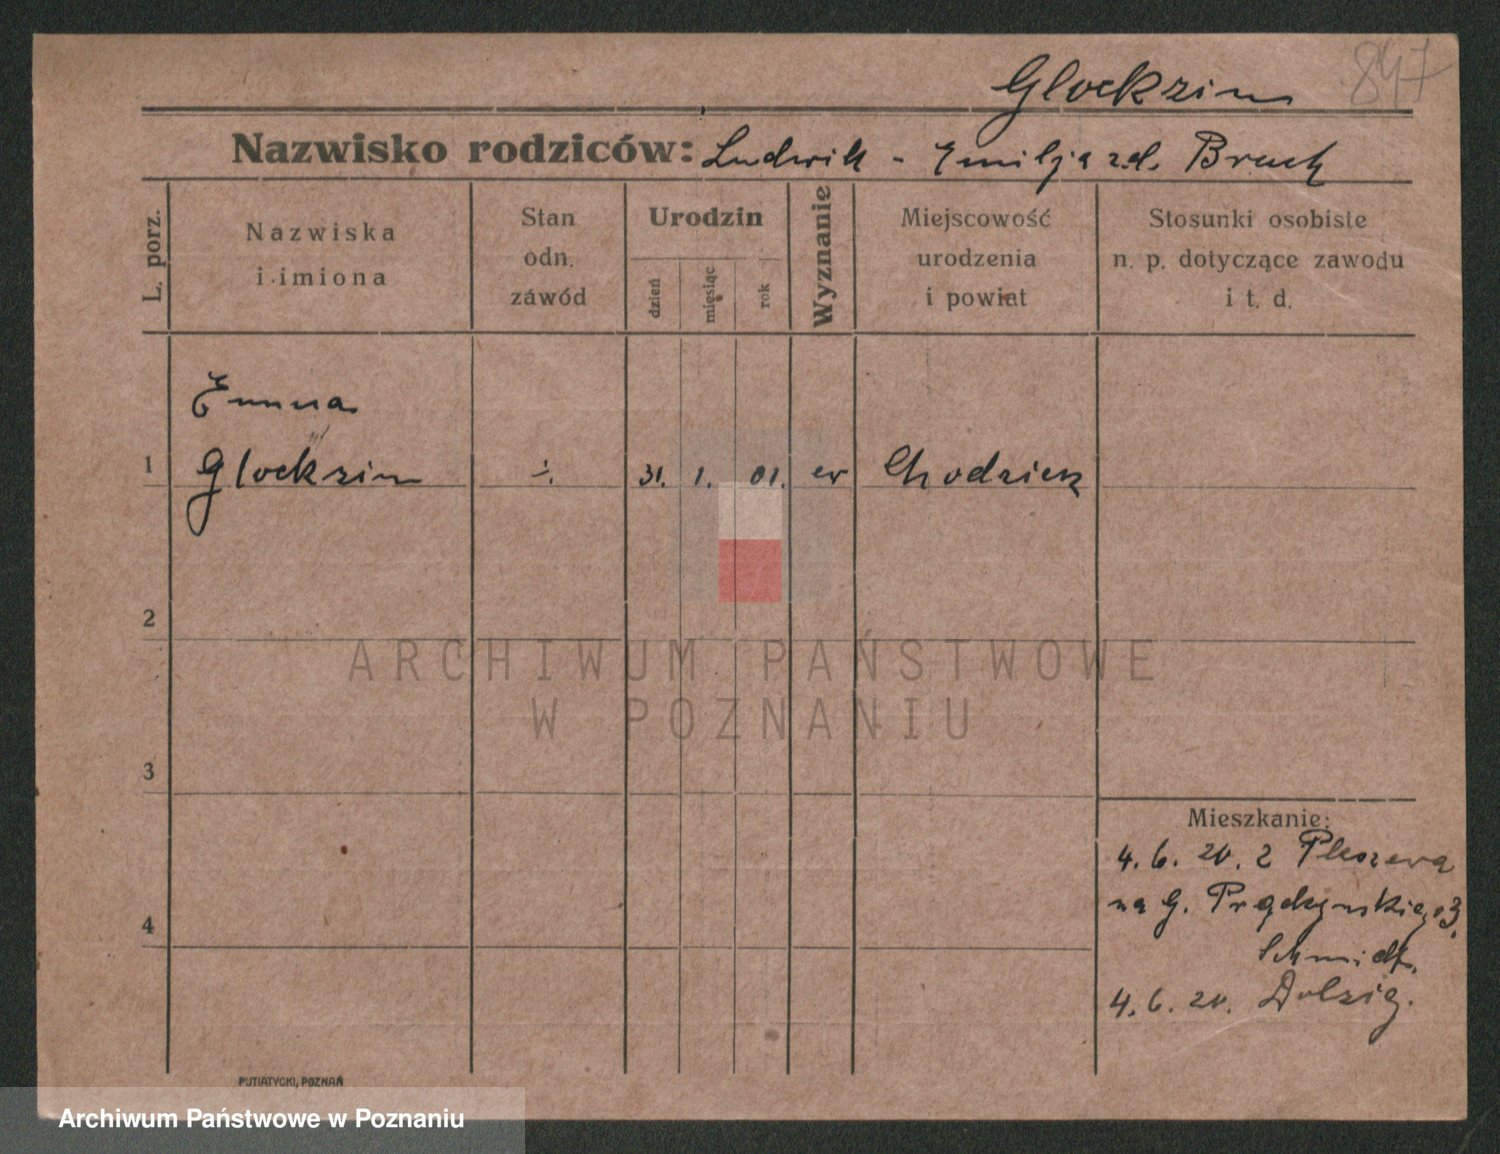 847
Glockzin
Nazwisko rodziców: Ludwik - Emilja zd. Bruch
L. porz.
Nazwiska
i imiona
Stan
odn.
záwód
Urodzin
dzień
miesiąc
rok
Wyznanie
Miejscowość
urodzenia
i powiat
Stosunki osobiste
n. p. dotyczące zawodu
i t. d.
Emma
1 Glockzin ÷ 31. 1. 01. ev Chodzież
2
ARCHIWUM PAŃSTWOWE
W POZNANIU
3
Mieszkanie:
4. 6. 20. z Pleszewa
na G. Prądzyńskiego 3.
4
Schmidt.
4. 6. 20. Dolzig.
PUTIATYCKI, POZNAŃ
Archiwum Państwowe w Poznaniu